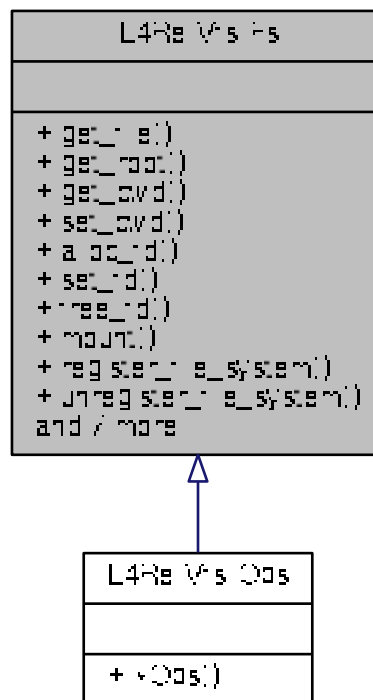 L4Re::Vfs::Fs
+ get_file()
+ get_root()
+ get_cwd()
+ set_cwd()
+ alloc_fd()
+ set_fd()
+ free_fd()
+ mount()
+ register_file_system()
+ unregister_file_system()
and 7 more
L4Re::Vfs::Ops
+ ~Ops()